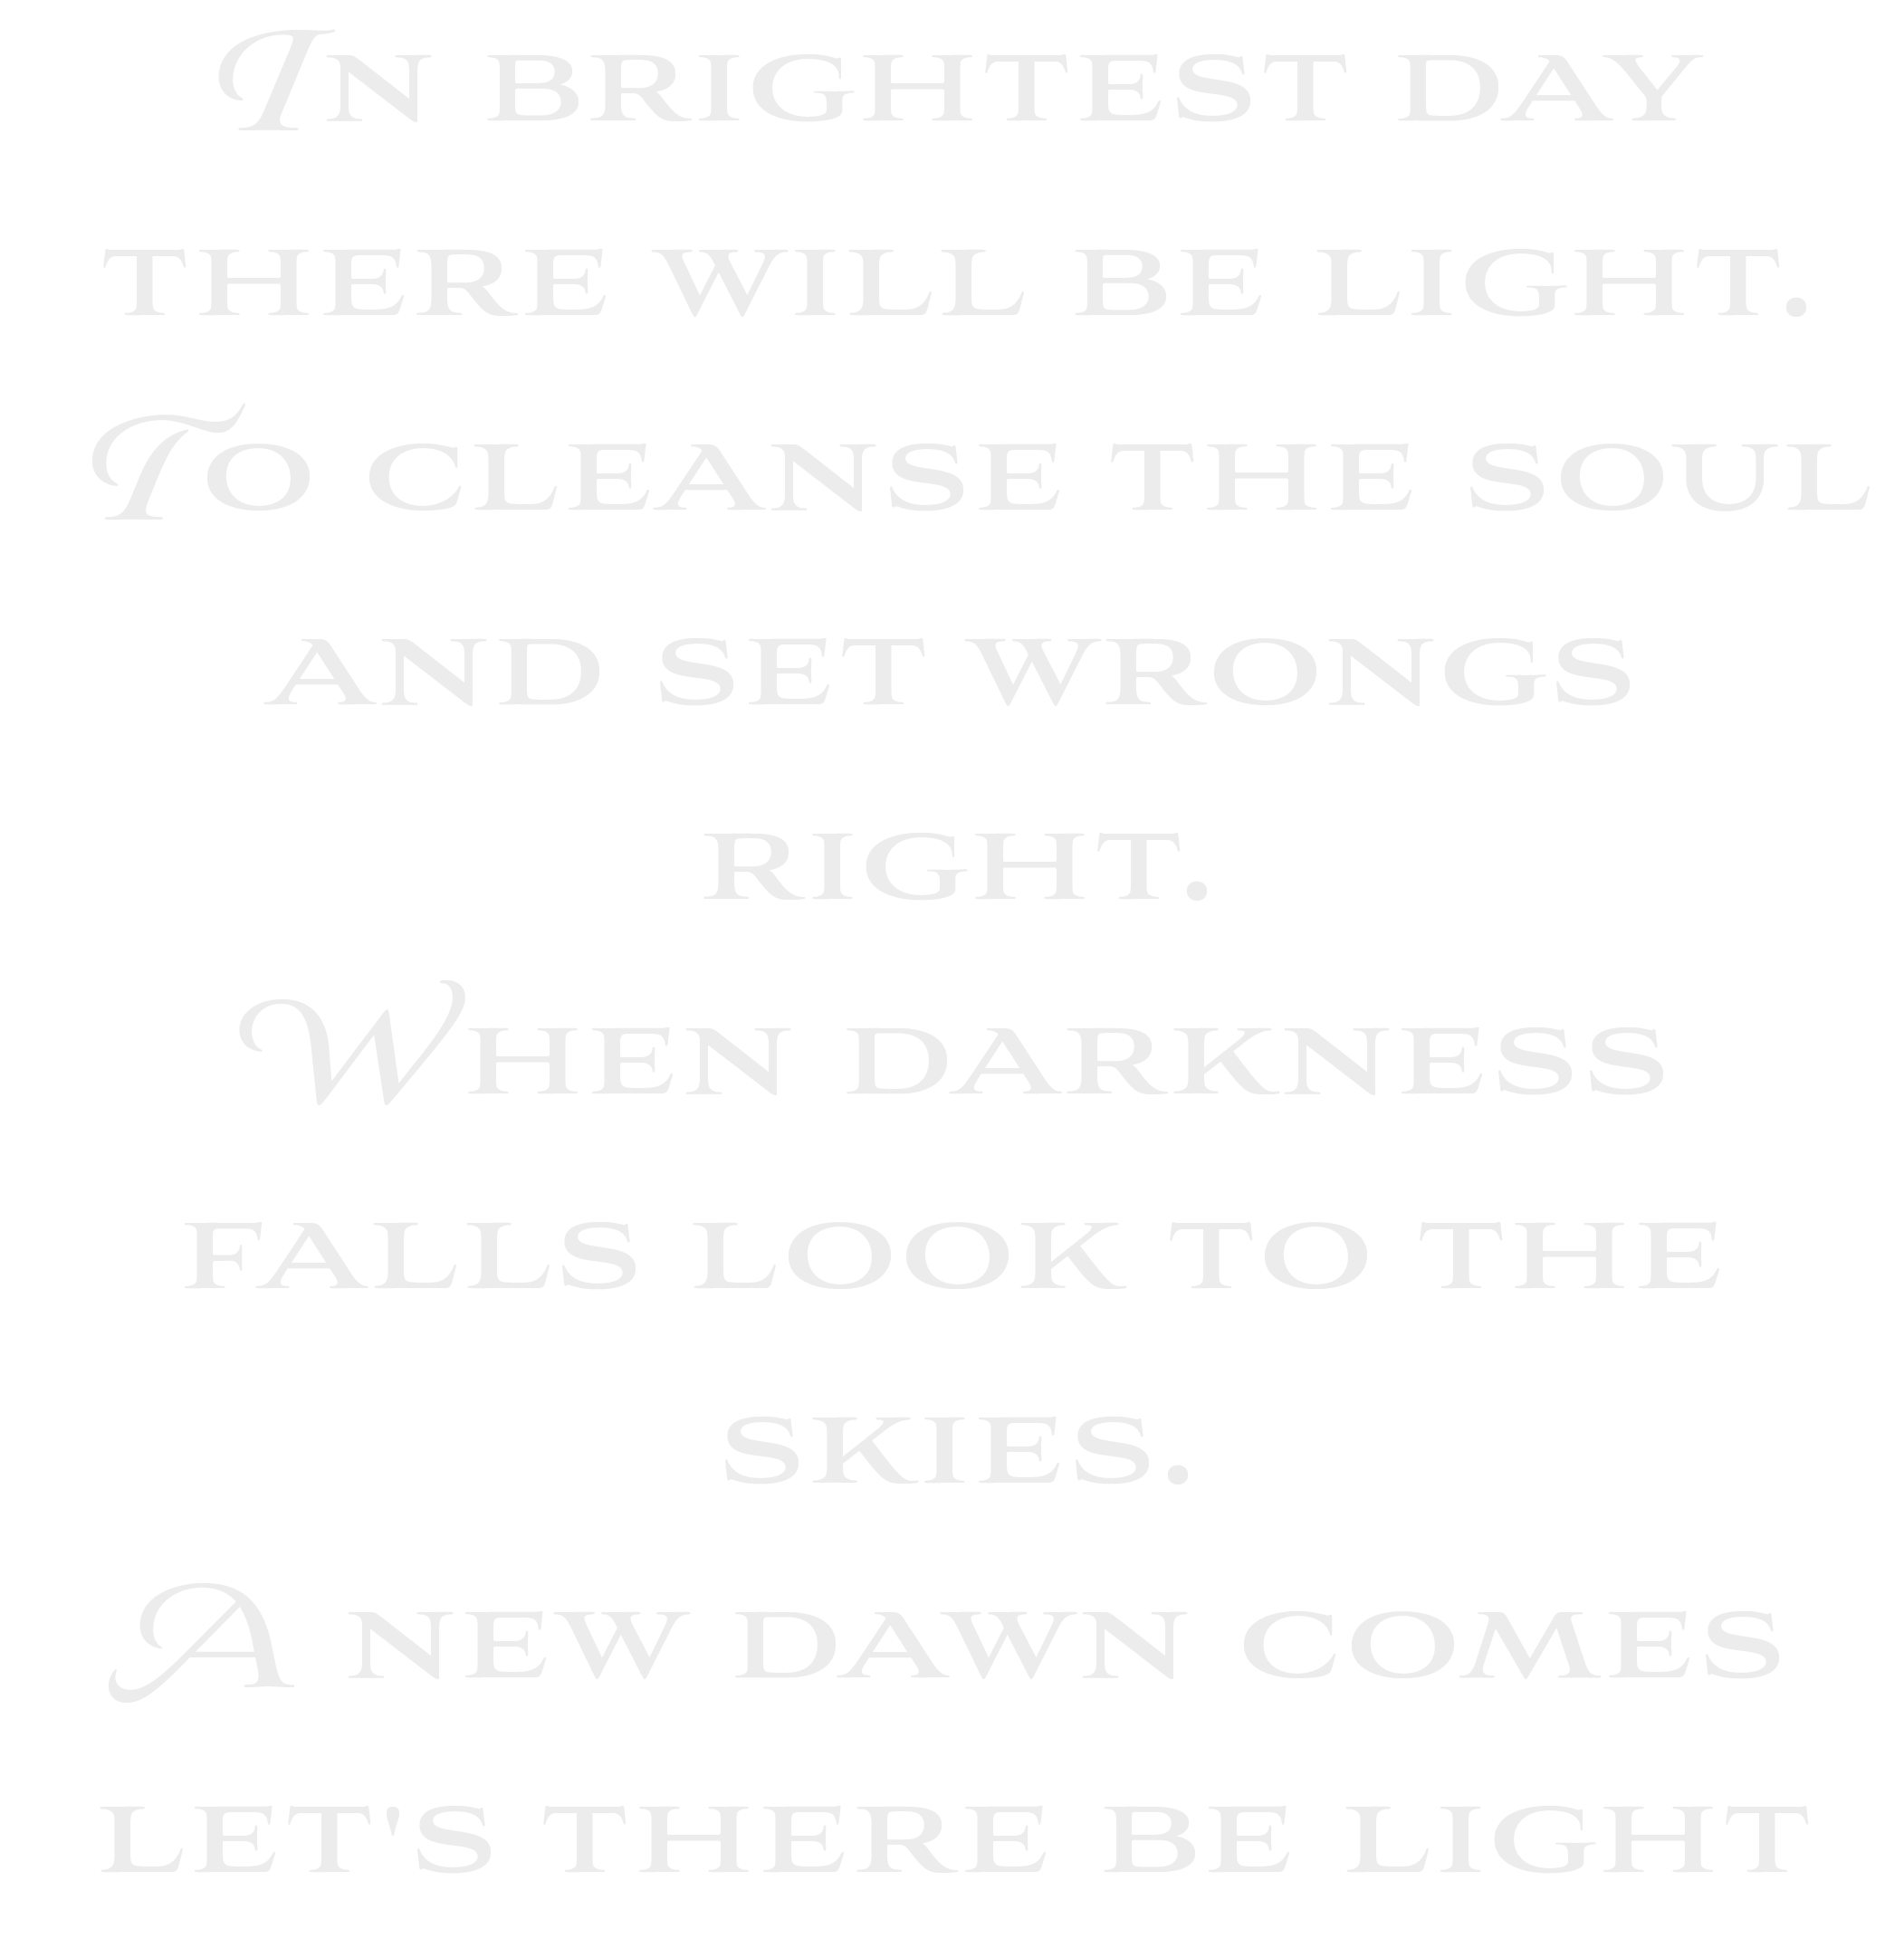 In brightest day
there will be light.
To cleanse the soul
and set wrongs
right.
When darkness
falls look to the
skies.
A new dawn comes
let's there be light